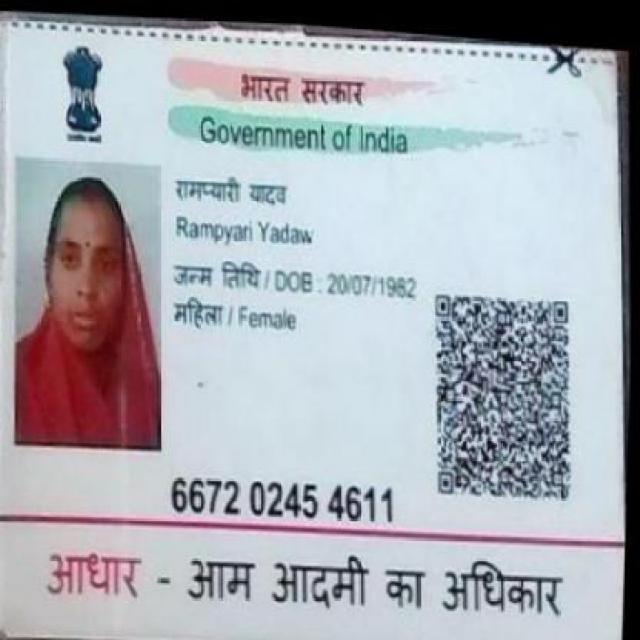 भारत सरकार
Government of India
रामप्यारी यादव
Rampyari Yadaw
जन्म तिथि / DOB : 20/07/1962
महिला / Female
6672 0245 4611
आधार - आम आदमी का अधिकार